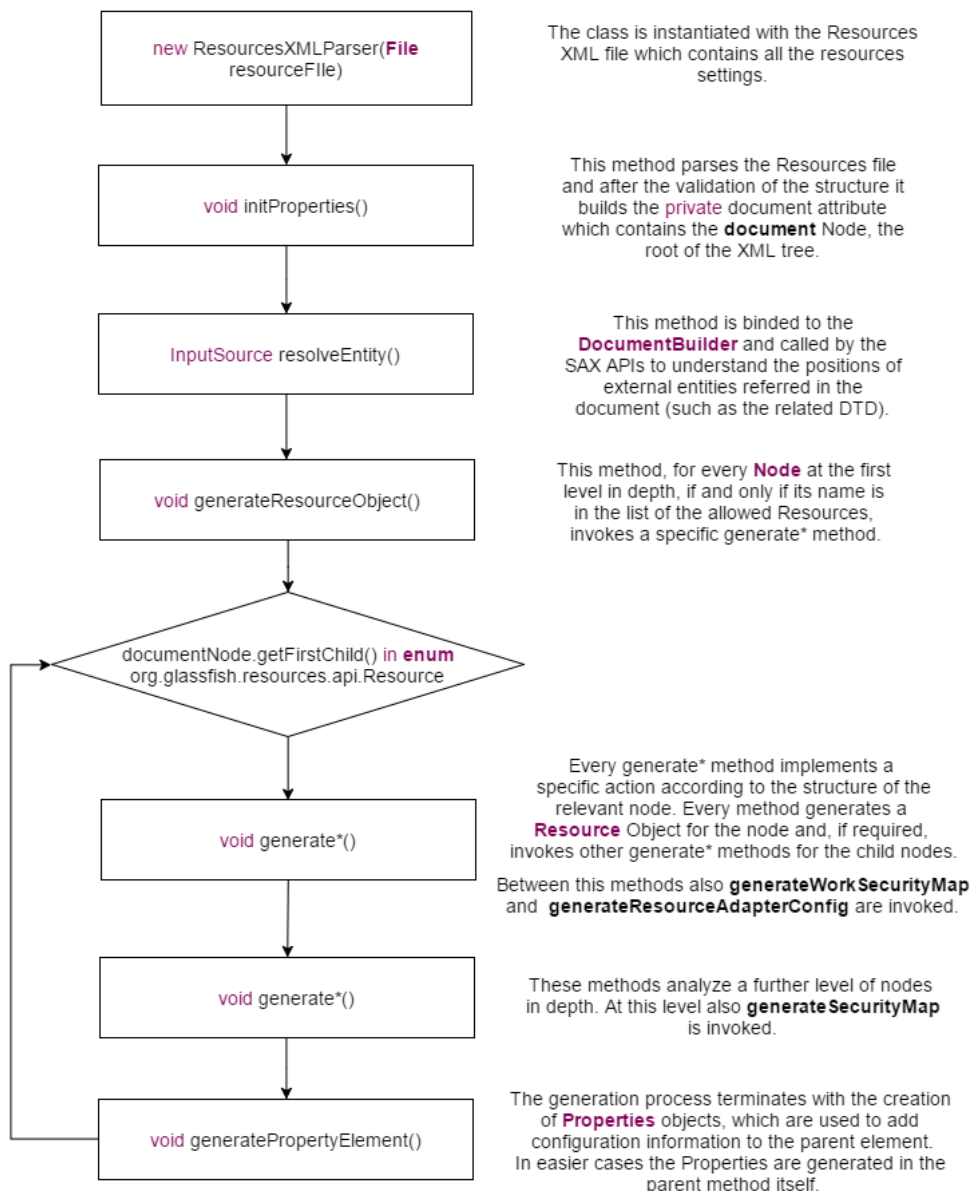 new ResourcesXMLParser(File
resourceFIle)
The class is instantiated with the Resources
XML file which contains all the resources
settings.
void initProperties()
This method parses the Resources file
and after the validation of the structure it
builds the private document attribute
which contains the document Node, the
root of the XML tree.
InputSource resolveEntity()
This method is binded to the
DocumentBuilder and called by the
SAX APIs to understand the positions of
external entities referred in the
document (such as the related DTD).
void generateResourceObject()
This method, for every Node at the first
level in depth, if and only if its name is
in the list of the allowed Resources,
invokes a specific generate* method.
documentNode.getFirstChild() in enum
org.glassfish.resources.api.Resource
void generate*()
Every generate* method implements a
specific action according to the structure of the
relevant node. Every method generates a
Resource Object for the node and, if required,
invokes other generate* methods for the child nodes.
Between this methods also generateWorkSecurityMap
and generateResourceAdapterConfig are invoked.
void generate*()
These methods analyze a further level of nodes
in depth. At this level also generateSecurityMap
is invoked.
void generatePropertyElement()
The generation process terminates with the creation
of Properties objects, which are used to add
configuration information to the parent element.
In easier cases the Properties are generated in the
parent method itself.